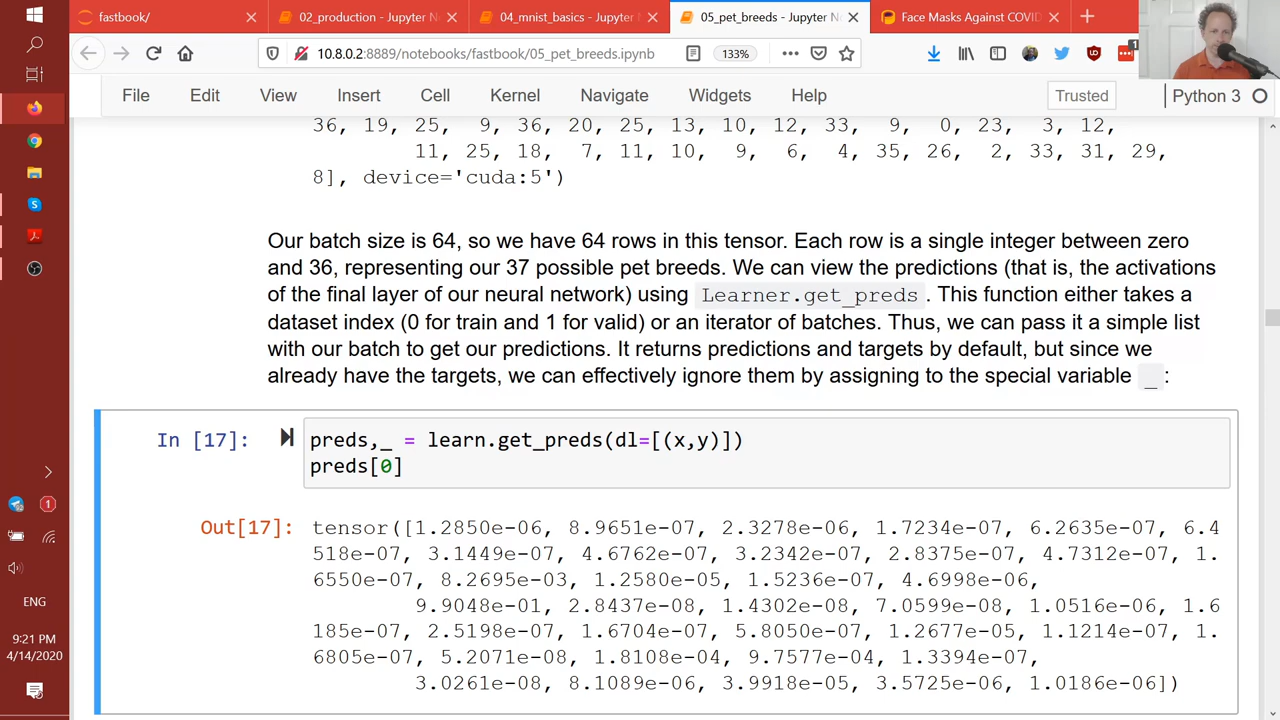 fastbook/
02_production - Jupyter N
04_mnist_basics - Jupyter N
05_pet_breeds - Jupyter N
Face Masks Against COVID
10.8.0.2:8889/notebooks/fastbook/05_pet_breeds.ipynb
133%
File Edit View Insert Cell Kernel Navigate Widgets Help
Trusted
Python 3
36, 19, 25, 9, 36, 20, 25, 13, 10, 12, 33, 9, 0, 23, 3, 12,
11, 25, 18, 7, 11, 10, 9, 6, 4, 35, 26, 2, 33, 31, 29,
8], device='cuda:5')
Our batch size is 64, so we have 64 rows in this tensor. Each row is a single integer between zero
and 36, representing our 37 possible pet breeds. We can view the predictions (that is, the activations
of the final layer of our neural network) using Learner.get_preds. This function either takes a
dataset index (0 for train and 1 for valid) or an iterator of batches. Thus, we can pass it a simple list
with our batch to get our predictions. It returns predictions and targets by default, but since we
already have the targets, we can effectively ignore them by assigning to the special variable _:
In [17]:
preds,_ = learn.get_preds(dl=[(x,y)])
preds[0]
Out[17]:
tensor([1.2850e-06, 8.9651e-07, 2.3278e-06, 1.7234e-07, 6.2635e-07, 6.4
518e-07, 3.1449e-07, 4.6762e-07, 3.2342e-07, 2.8375e-07, 4.7312e-07, 1.
6550e-07, 8.2695e-03, 1.2580e-05, 1.5236e-07, 4.6998e-06,
9.9048e-01, 2.8437e-08, 1.4302e-08, 7.0599e-08, 1.0516e-06, 1.6
185e-07, 2.5198e-07, 1.6704e-07, 5.8050e-07, 1.2677e-05, 1.1214e-07, 1.
6805e-07, 5.2071e-08, 1.8108e-04, 9.7577e-04, 1.3394e-07,
3.0261e-08, 8.1089e-06, 3.9918e-05, 3.5725e-06, 1.0186e-06])
1
ENG
9:21 PM
4/14/2020